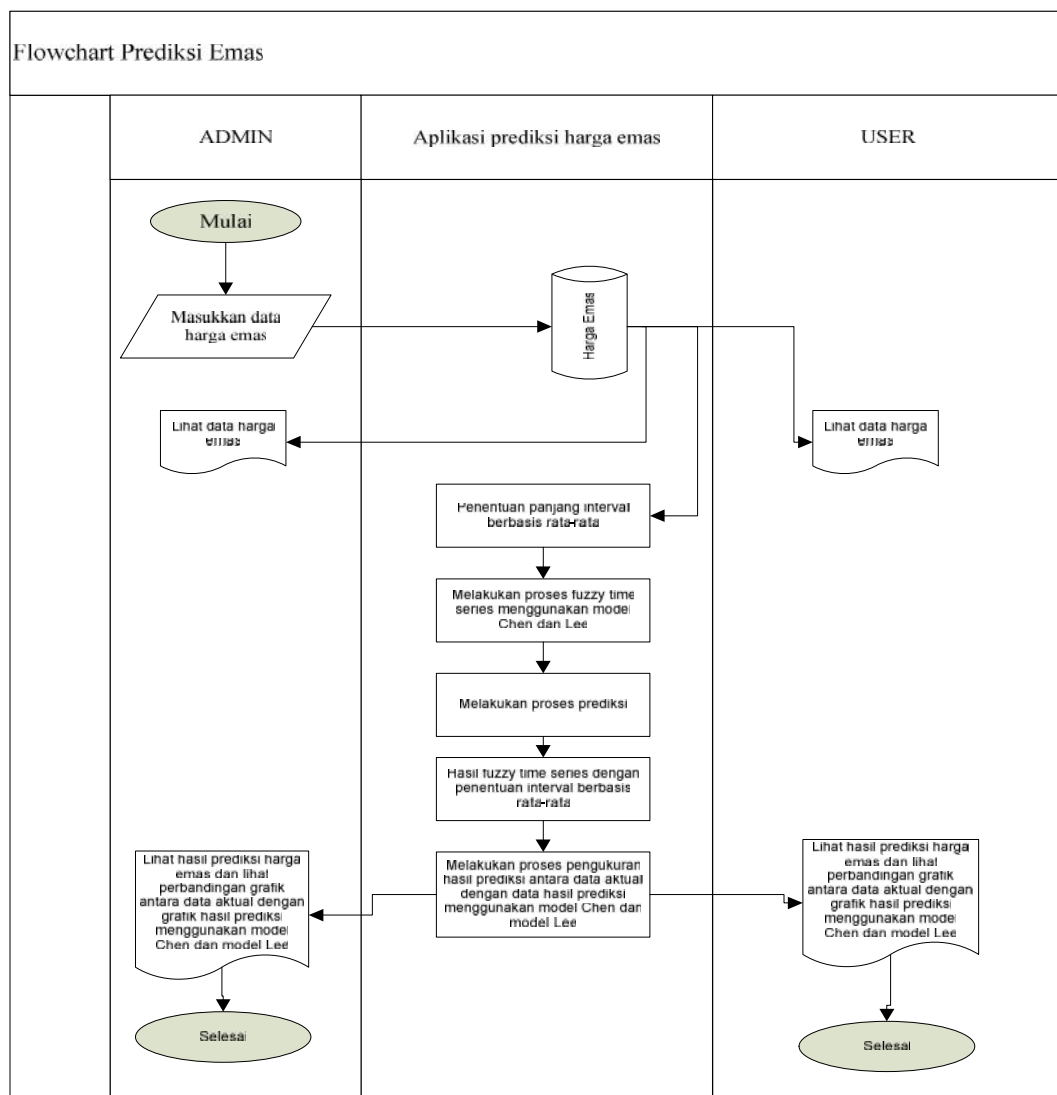 Flowchart Prediksi Emas
ADMIN
Aplikasi prediksi harga emas
USER
Mulai
Masukkan data
harga emas
Harga Emas
Lihat data harga
emas
Lihat data harga
emas
Penentuan panjang interval
berbasis rata-rata
Melakukan proses fuzzy time
series menggunakan model
Chen dan Lee
Melakukan proses prediksi
Hasil fuzzy time series dengan
penentuan interval berbasis
rata-rata
Lihat hasil prediksi harga
emas dan lihat
perbandingan grafik
antara data aktual dengan
grafik hasil prediksi
menggunakan model
Chen dan model Lee
Melakukan proses pengukuran
hasil prediksi antara data aktual
dengan data hasil prediksi
menggunakan model Chen dan
model Lee
Lihat hasil prediksi harga
emas dan lihat
perbandingan grafik
antara data aktual dengan
grafik hasil prediksi
menggunakan model
Chen dan model Lee
Selesai
Selesai